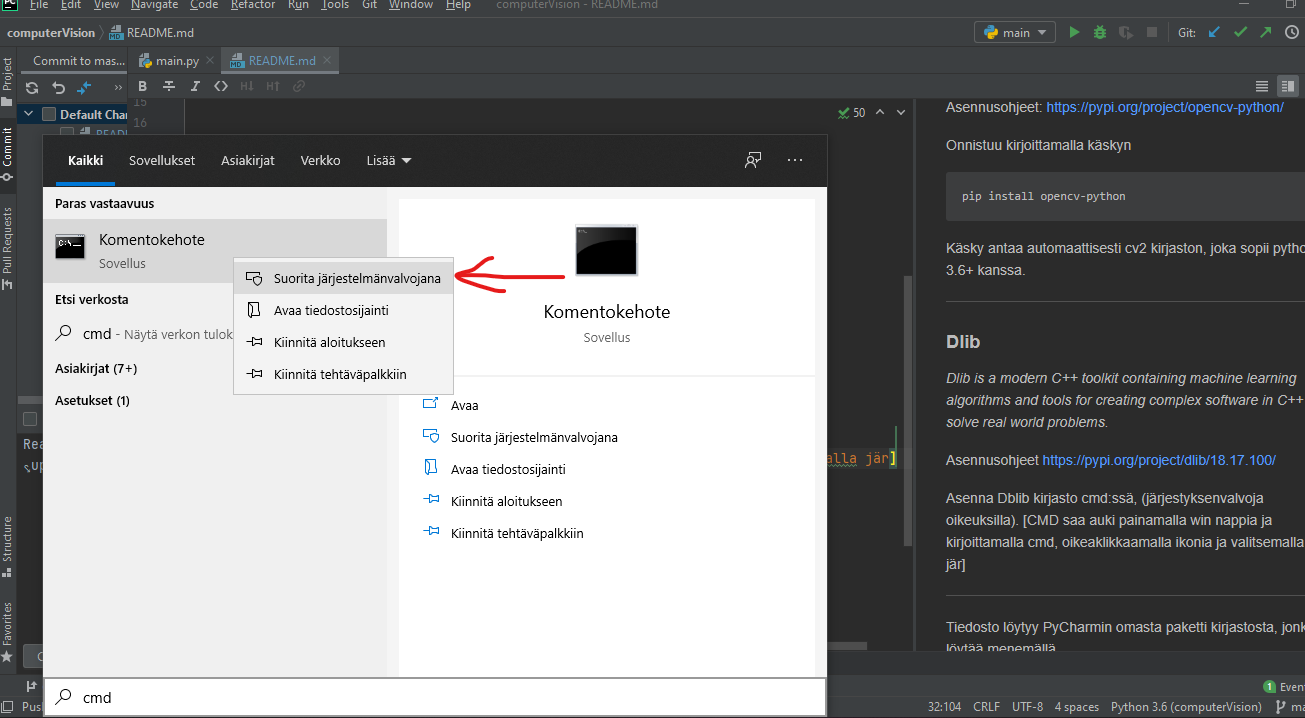 File Edit View Navigate Code Refactor Run Tools Git Window Help computerVision - README.md
computerVision README.md main Git:
Commit to mas... main.py README.md
Project
Commit
Pull Requests
Structure
Favorites
Default Cha
15
16
50
Kaikki Sovellukset Asiakirjat Verkko Lisää
Paras vastaavuus
Komentokehote
Sovellus
Etsi verkosta
cmd - Näytä verkon tulok
Asiakirjat (7+)
Asetukset (1)
Suorita järjestelmänvalvojana
Avaa tiedostosijainti
Kiinnitä aloitukseen
Kiinnitä tehtäväpalkkiin
Komentokehote
Sovellus
Avaa
Suorita järjestelmänvalvojana
Avaa tiedostosijainti
Kiinnitä aloitukseen
Kiinnitä tehtäväpalkkiin
cmd
alla jär]
Asennusohjeet: https://pypi.org/project/opencv-python/
Onnistuu kirjoittamalla käskyn
pip install opencv-python
Käsky antaa automaattisesti cv2 kirjaston, joka sopii pytho
3.6+ kanssa.
Dlib
Dlib is a modern C++ toolkit containing machine learning
algorithms and tools for creating complex software in C++
solve real world problems.
Asennusohjeet https://pypi.org/project/dlib/18.17.100/
Asenna Dblib kirjasto cmd:ssä, (järjestyksenvalvoja
oikeuksilla). [CMD saa auki painamalla win nappia ja
kirjoittamalla cmd, oikeaklikkaamalla ikonia ja valitsemalla
jär]
Tiedosto löytyy PyCharmin omasta paketti kirjastosta, jonk
löytää menemällä
1 Even
32:104 CRLF UTF-8 4 spaces Python 3.6 (computerVision) ma